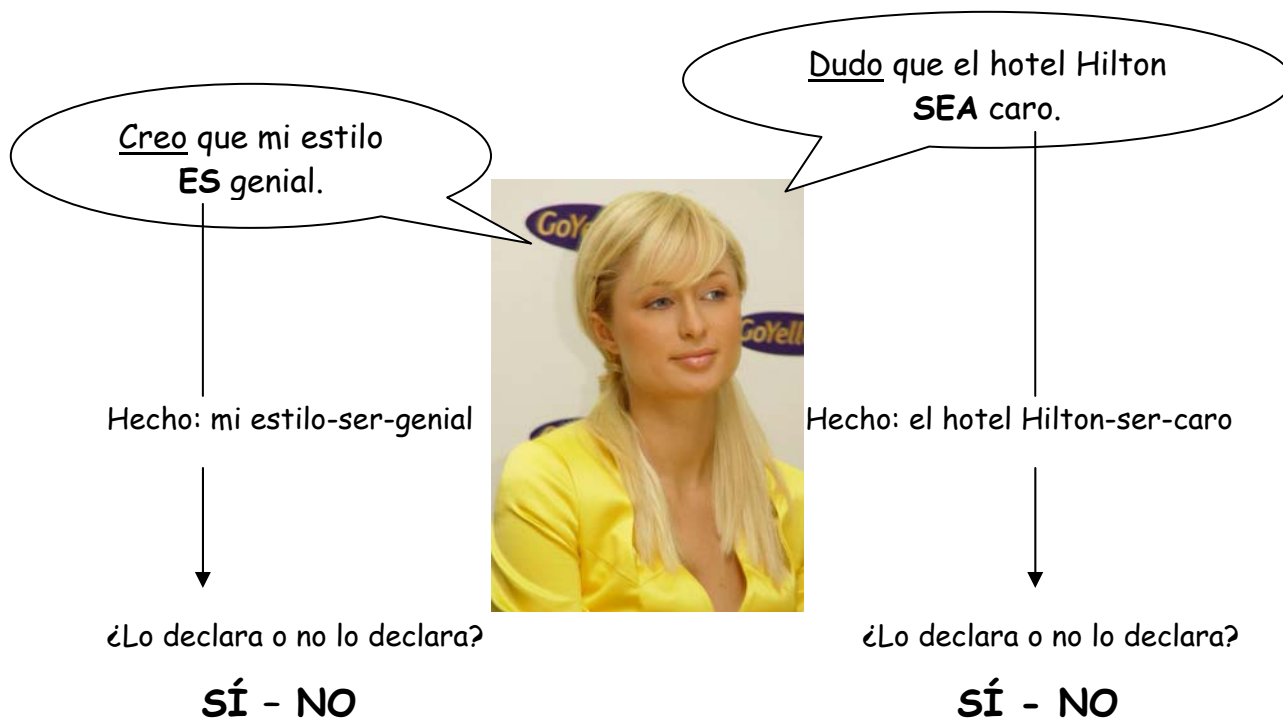 Creo que mi estilo
ES genial.
Dudo que el hotel Hilton
SEA caro.
GoYe
GoYell
Hecho: mi estilo-ser-genial
Hecho: el hotel Hilton-ser-caro
¿Lo declara o no lo declara?
¿Lo declara o no lo declara?
SÍ – NO
SÍ - NO